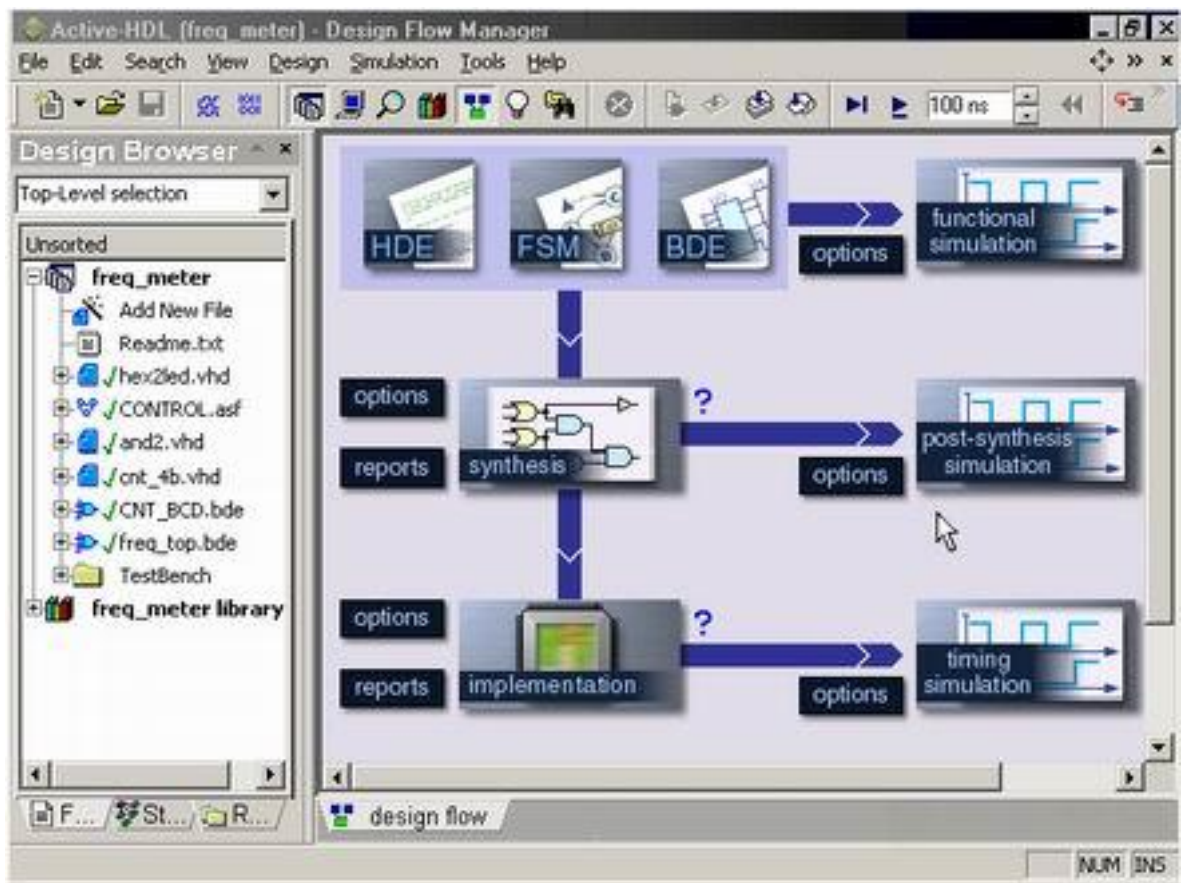 Active-HDL (freq_meter) - Design Flow Manager
File Edit Search View Design Simulation Tools Help
100 ns
Design Browser
Top-Level selection
Unsorted
freq_meter
Add New File
Readme.txt
hex2led.vhd
CONTROL.asf
and2.vhd
cnt_4b.vhd
CNT_BCD.bde
freq_top.bde
TestBench
freq_meter library
F... St... R...
HDE FSM BDE
options
functional
simulation
options
reports
synthesis
?
options
post-synthesis
simulation
options
reports
implementation
?
options
timing
simulation
design flow
NUM INS